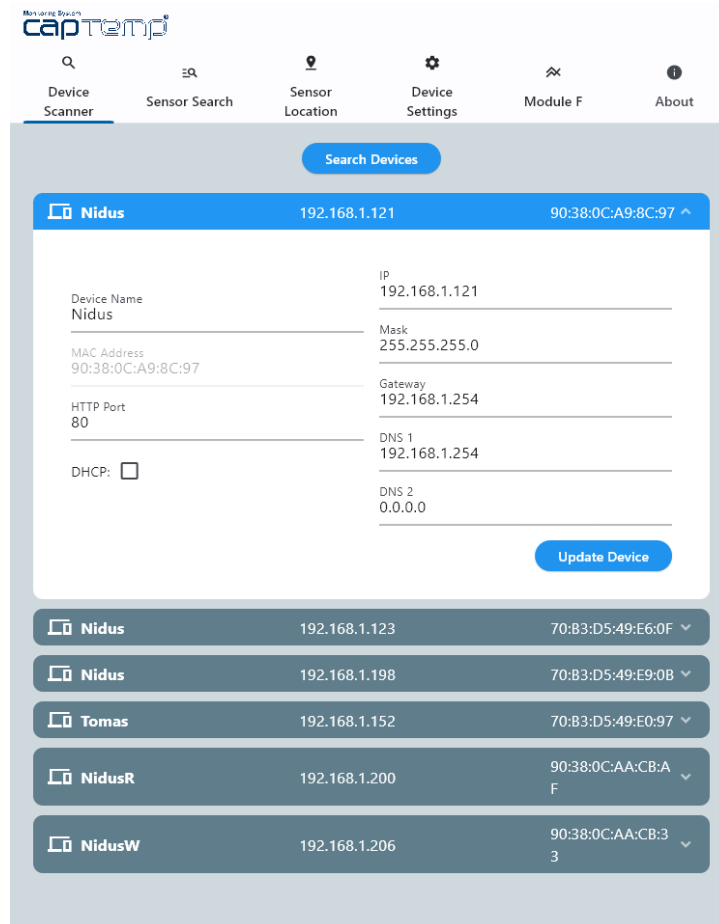 Monitoring System
capTemp
Device Scanner
Sensor Search
Sensor Location
Device Settings
Module F
About
Search Devices
Nidus 192.168.1.121 90:38:0C:A9:8C:97
Device Name
Nidus
MAC Address
90:38:0C:A9:8C:97
HTTP Port
80
DHCP:
IP
192.168.1.121
Mask
255.255.255.0
Gateway
192.168.1.254
DNS 1
192.168.1.254
DNS 2
0.0.0.0
Update Device
Nidus 192.168.1.123 70:B3:D5:49:E6:0F
Nidus 192.168.1.198 70:B3:D5:49:E9:0B
Tomas 192.168.1.152 70:B3:D5:49:E0:97
NidusR 192.168.1.200 90:38:0C:AA:CB:A
F
NidusW 192.168.1.206 90:38:0C:AA:CB:3
3